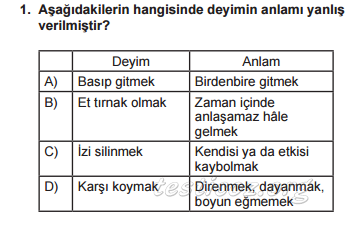 1. Aşağıdakilerin hangisinde deyimin anlamı yanlış
verilmiştir?
Deyim Anlam
A) Basıp gitmek Birdenbire gitmek
B) Et tırnak olmak Zaman içinde
anlaşamaz hâle
gelmek
C) İzi silinmek Kendisi ya da etkisi
kaybolmak
D) Karşı koymak Direnmek, dayanmak,
boyun eğmemek